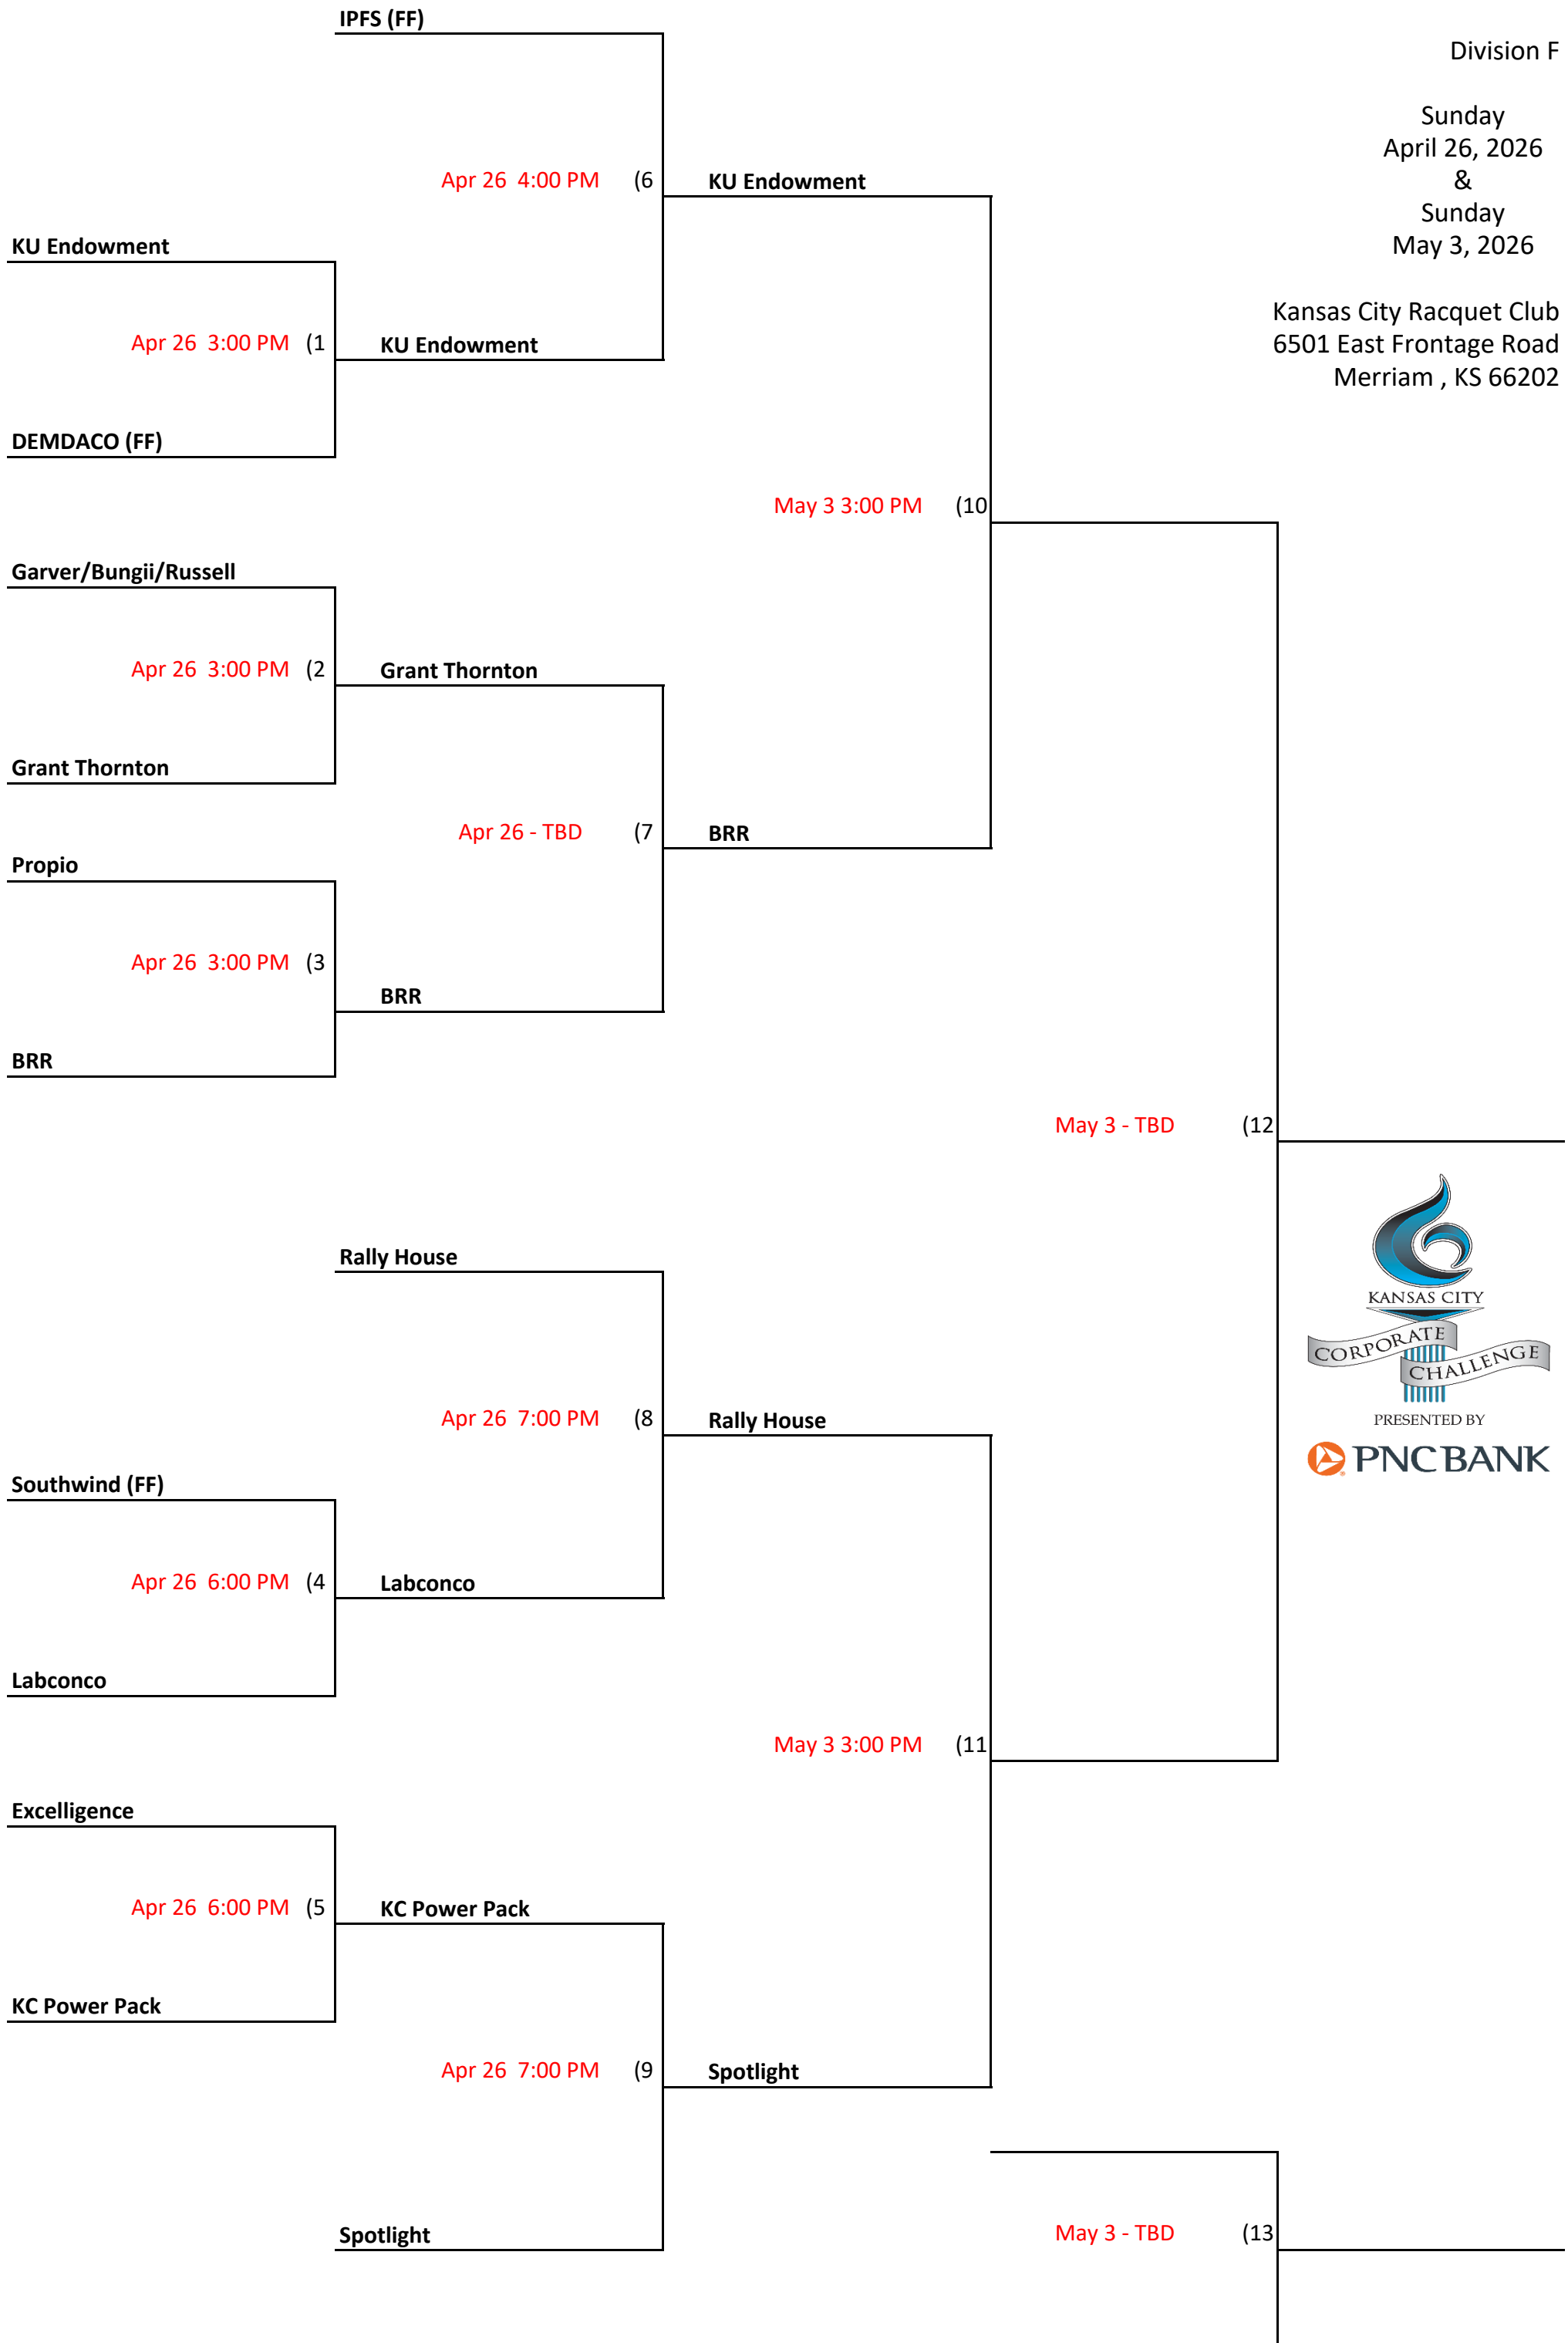 IPFS (FF)
Division F
Sunday
April 26, 2026
&
Sunday
May 3, 2026
Apr 26  4:00 PM (6
KU Endowment
KU Endowment
Kansas City Racquet Club
6501 East Frontage Road
Merriam , KS 66202
Apr 26  3:00 PM (1
KU Endowment
DEMDACO (FF)
May 3 3:00 PM (10
Garver/Bungii/Russell
Apr 26  3:00 PM (2
Grant Thornton
Grant Thornton
Apr 26 - TBD (7
BRR
Propio
Apr 26  3:00 PM (3
BRR
BRR
May 3 - TBD (12
Rally House
KANSAS CITY
CORPORATE
CHALLENGE
PRESENTED BY
PNC BANK
Apr 26  7:00 PM (8
Rally House
Southwind (FF)
Apr 26  6:00 PM (4
Labconco
Labconco
May 3 3:00 PM (11
Excelligence
Apr 26  6:00 PM (5
KC Power Pack
KC Power Pack
Apr 26  7:00 PM (9
Spotlight
Spotlight
May 3 - TBD (13